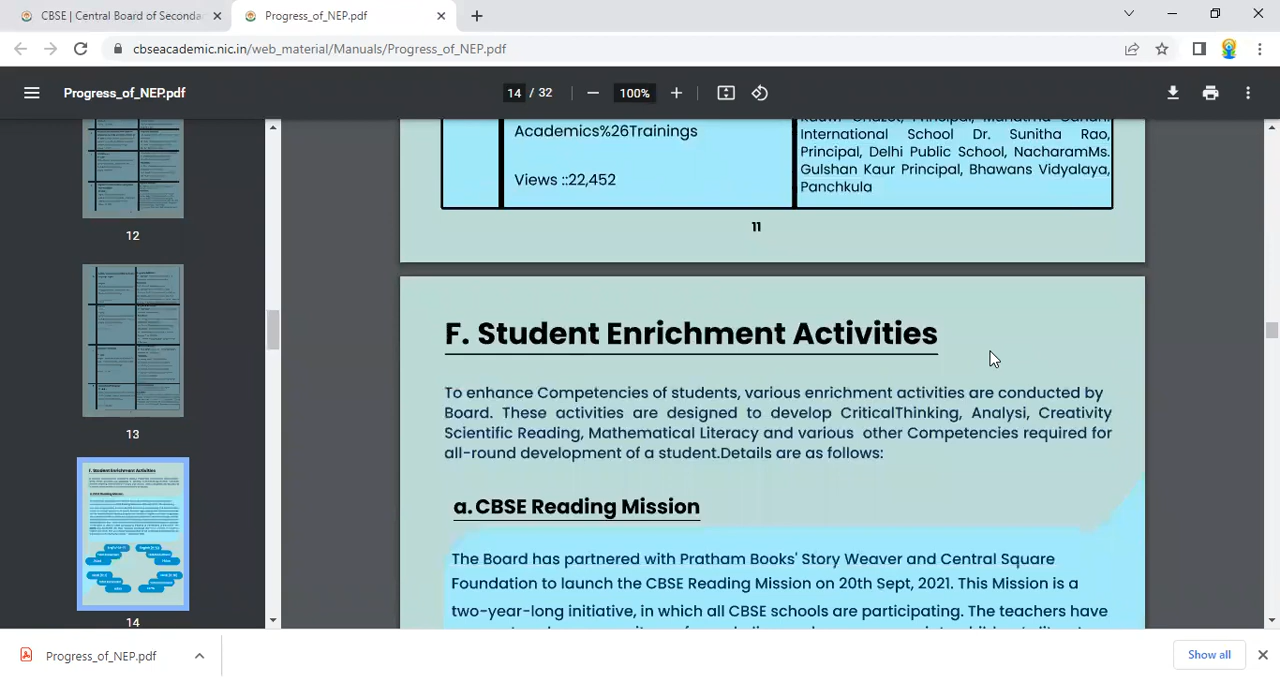 CBSE | Central Board of Seconda
Progress_of_NEP.pdf
cbseacademic.nic.in/web_material/Manuals/Progress_of_NEP.pdf
Progress_of_NEP.pdf
14 / 32
100%
12
13
14
Academics%26Trainings
Views ::22,452
International School Dr. Sunitha Rao,
Principal, Delhi Public School, NacharamMs.
Gulshan Kaur Principal, Bhawans Vidyalaya,
Panchkula
11
F. Student Enrichment Activities
To enhance Competencies of students, various enrichment activities are conducted by
Board. These activities are designed to develop CriticalThinking, Analysi, Creativity
Scientific Reading, Mathematical Literacy and various other Competencies required for
all-round development of a student.Details are as follows:
a. CBSE Reading Mission
The Board has partnered with Pratham Books' Story Weaver and Central Square
Foundation to launch the CBSE Reading Mission on 20th Sept, 2021. This Mission is a
two-year-long initiative, in which all CBSE schools are participating. The teachers have
Progress_of_NEP.pdf
Show all